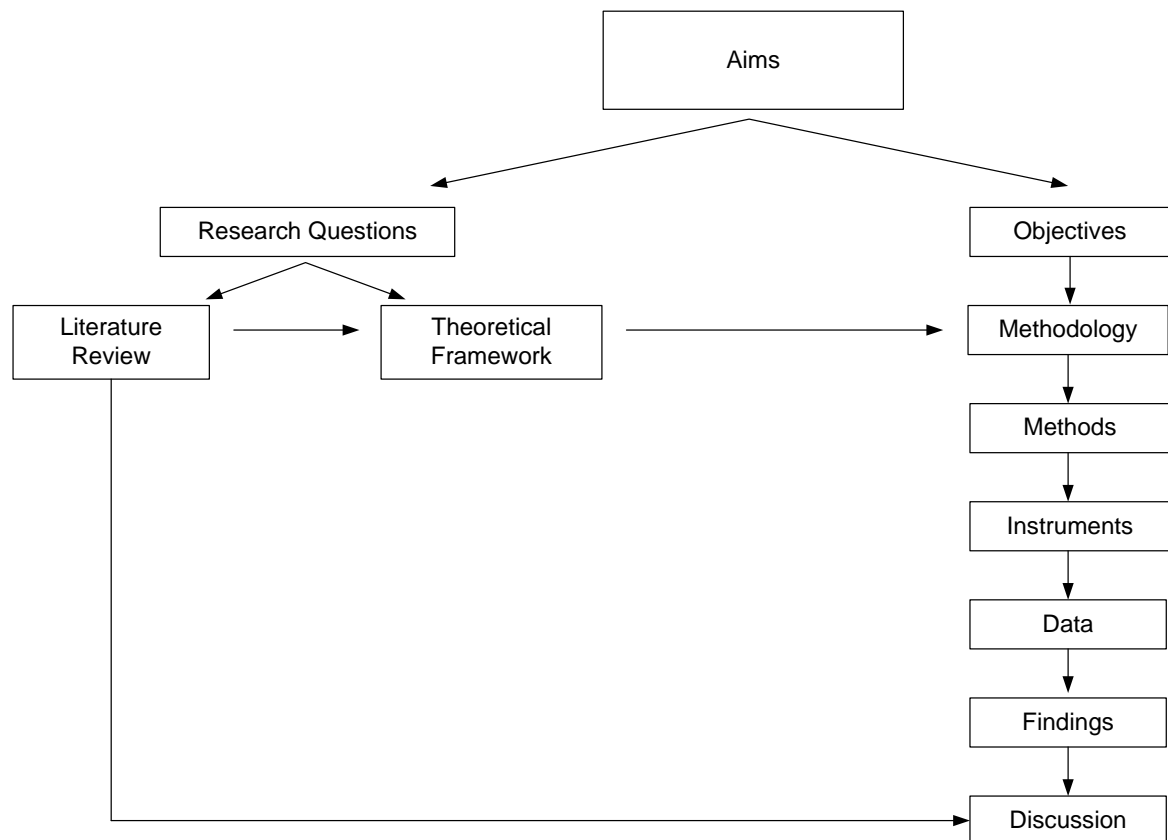 Aims
Research Questions
Objectives
Literature
Review
Theoretical
Framework
Methodology
Methods
Instruments
Data
Findings
Discussion